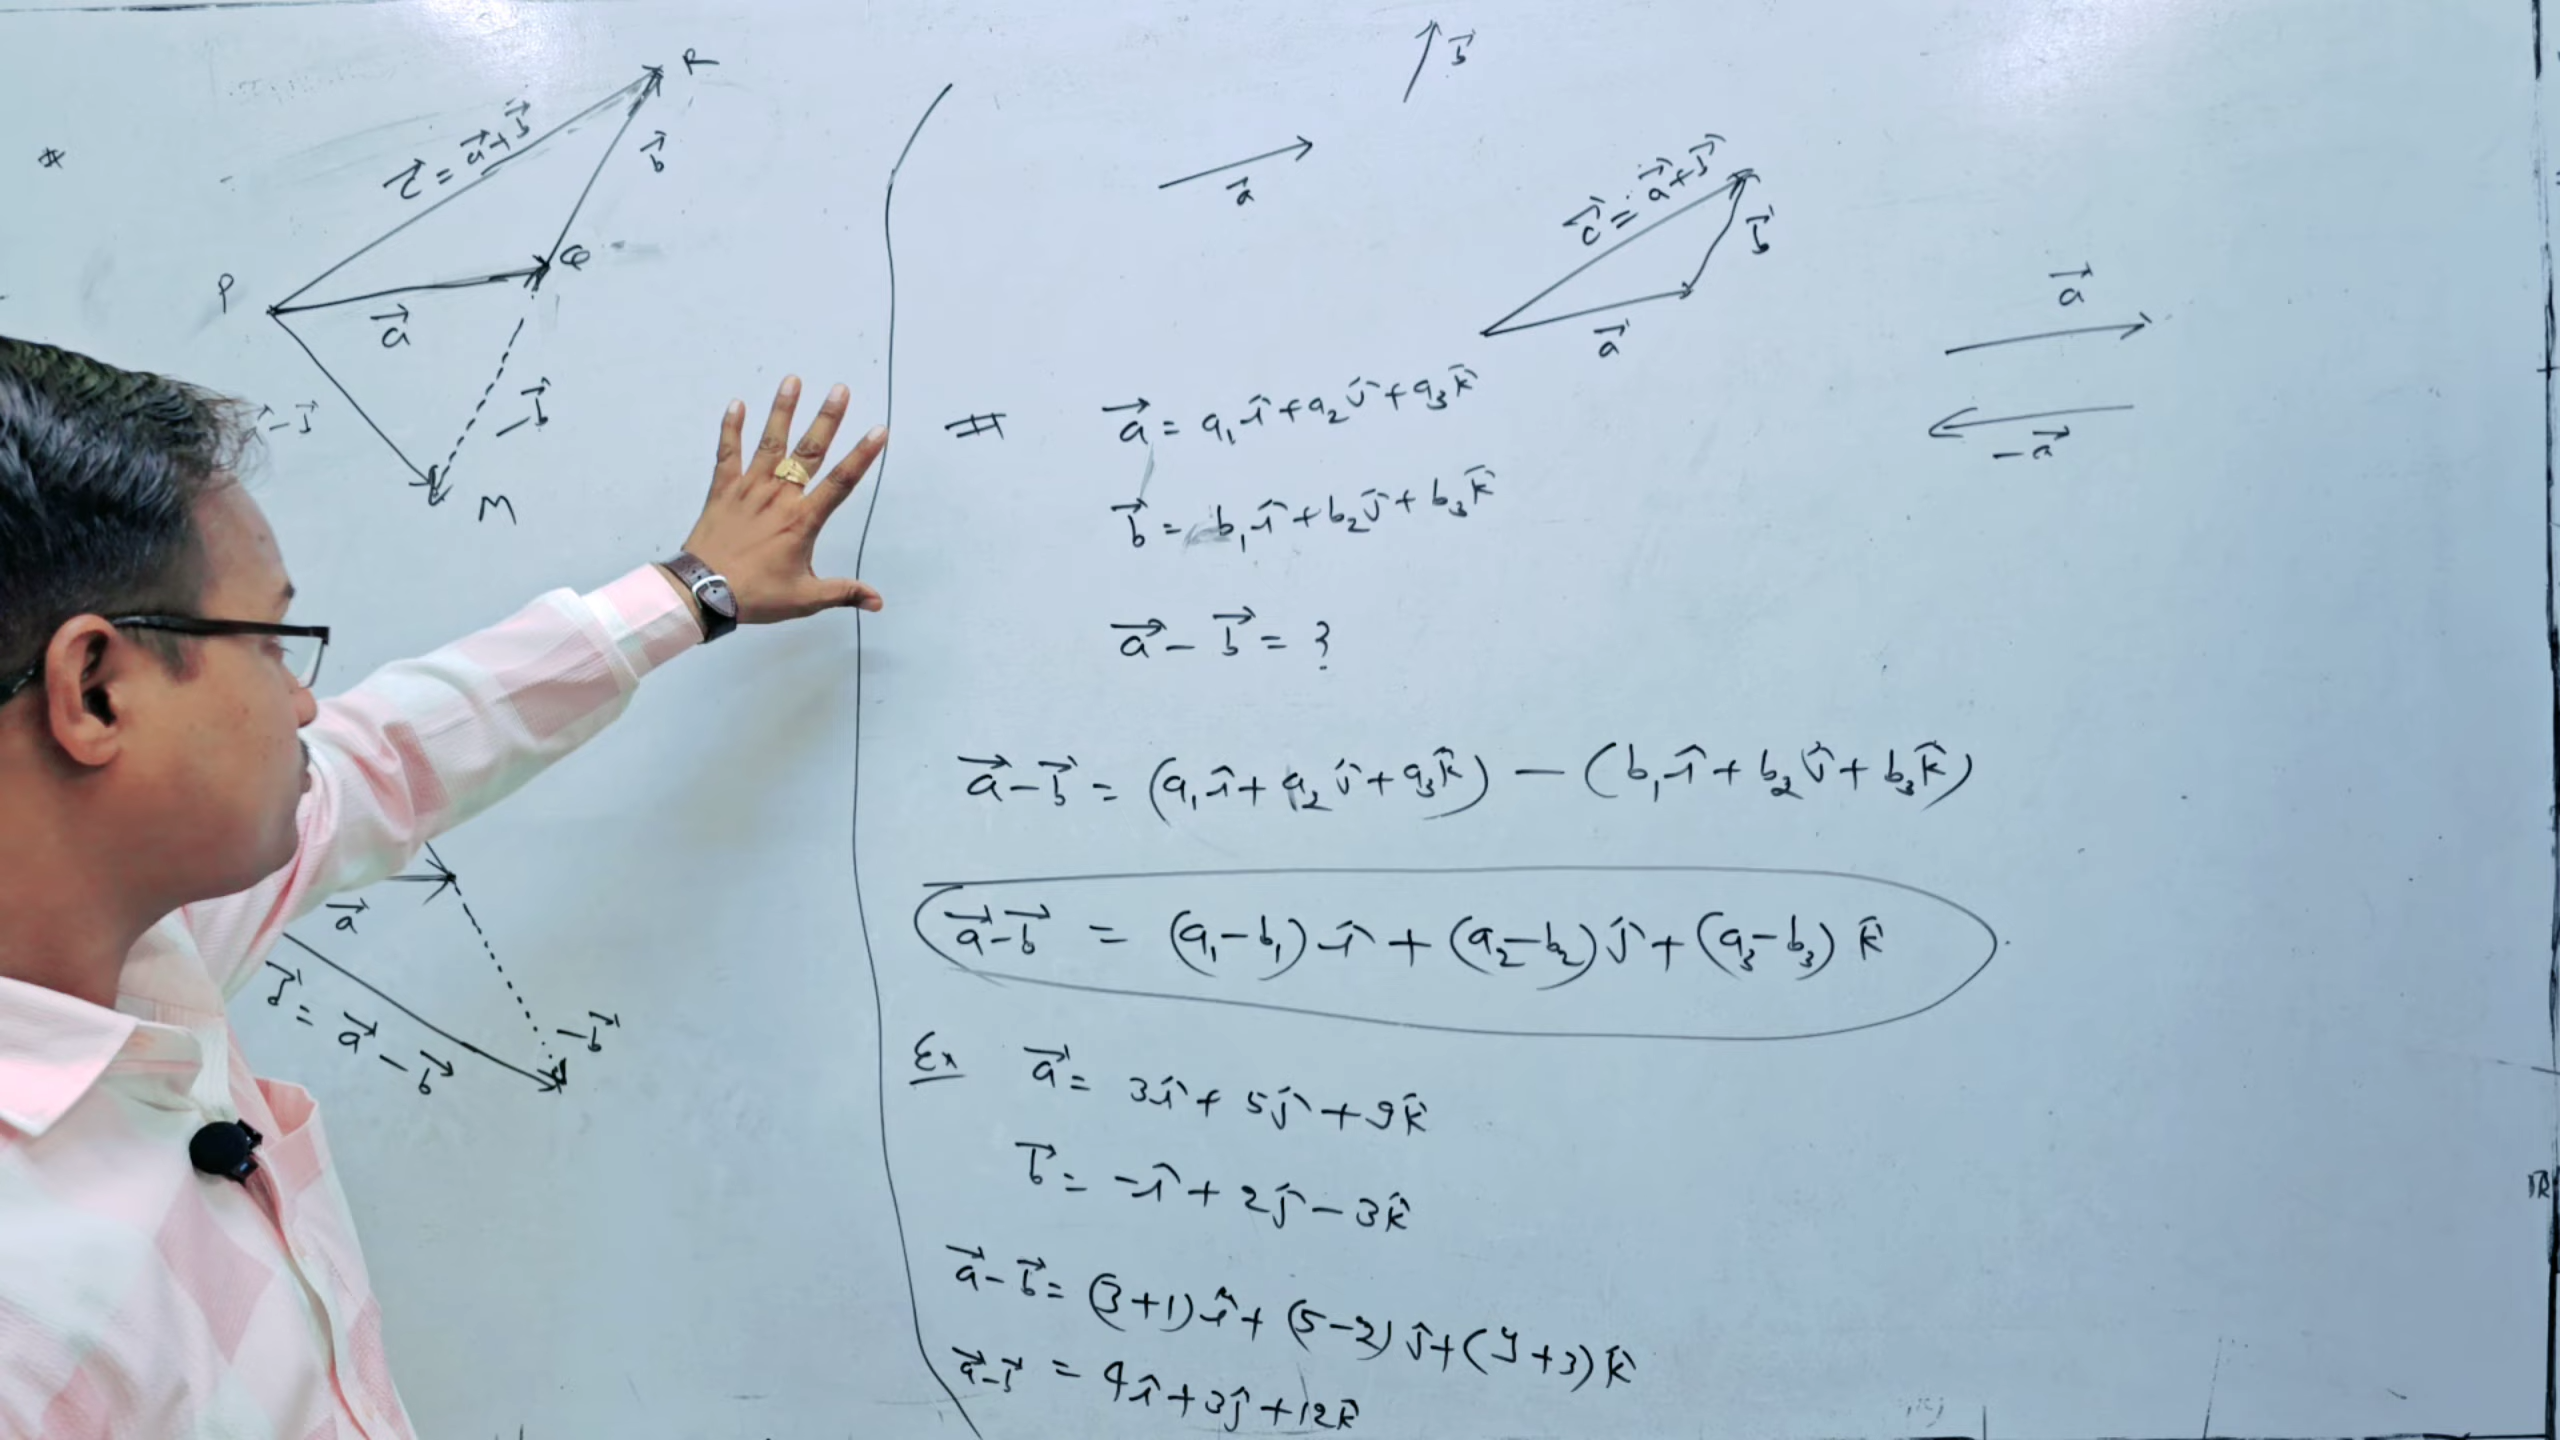 #
R
c⃗ = a⃗ + b⃗
b⃗
P
Q
a⃗
-b⃗
a⃗ - b⃗
M
a⃗
d⃗ = a⃗ - b⃗
-b⃗
b⃗
a⃗
c⃗ = a⃗ + b⃗
b⃗
a⃗
a⃗
-a⃗
# a⃗ = a₁î + a₂ĵ + a₃k̂
b⃗ = b₁î + b₂ĵ + b₃k̂
a⃗ - b⃗ = ?
a⃗ - b⃗ = (a₁î + a₂ĵ + a₃k̂) - (b₁î + b₂ĵ + b₃k̂)
a⃗ - b⃗ = (a₁ - b₁)î + (a₂ - b₂)ĵ + (a₃ - b₃)k̂
Ex a⃗ = 3î + 5ĵ + 9k̂
b⃗ = -î + 2ĵ - 3k̂
a⃗ - b⃗ = (3+1)î + (5-2)ĵ + (9+3)k̂
a⃗ - b⃗ = 4î + 3ĵ + 12k̂